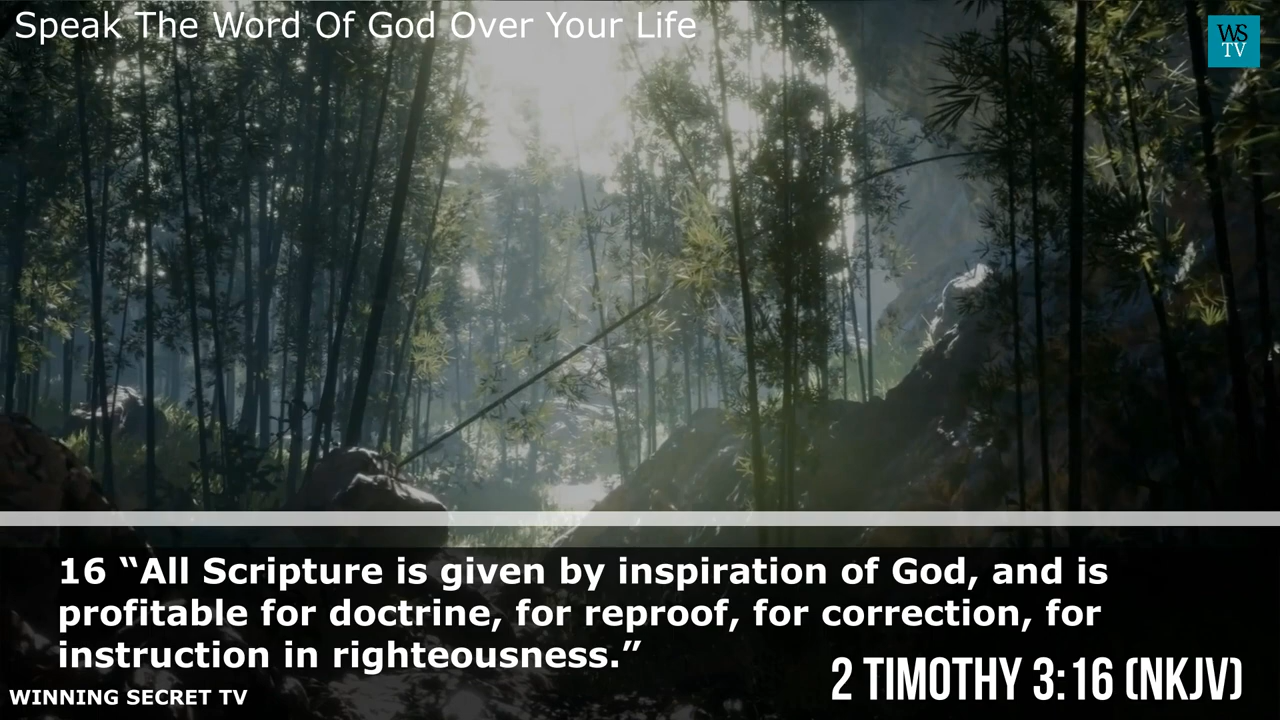 Speak The Word Of God Over Your Life
WS
TV
16 “All Scripture is given by inspiration of God, and is
profitable for doctrine, for reproof, for correction, for
instruction in righteousness.”
2 TIMOTHY 3:16 (NKJV)
WINNING SECRET TV